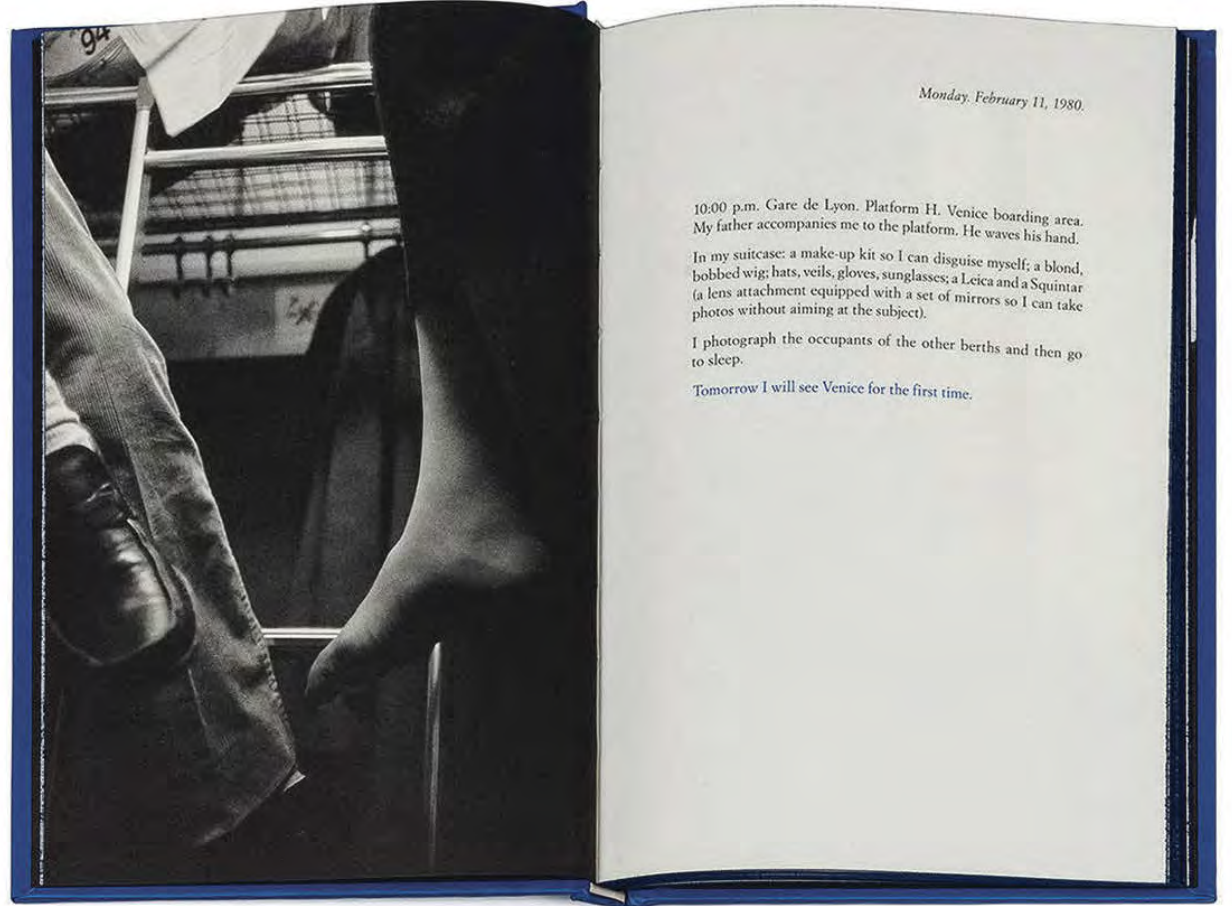 94
Monday. February 11, 1980.
10:00 p.m. Gare de Lyon. Platform H. Venice boarding area.
My father accompanies me to the platform. He waves his hand.
In my suitcase: a make-up kit so I can disguise myself; a blond,
bobbed wig; hats, veils, gloves, sunglasses; a Leica and a Squintar
(a lens attachment equipped with a set of mirrors so I can take
photos without aiming at the subject).
I photograph the occupants of the other berths and then go
to sleep.
Tomorrow I will see Venice for the first time.